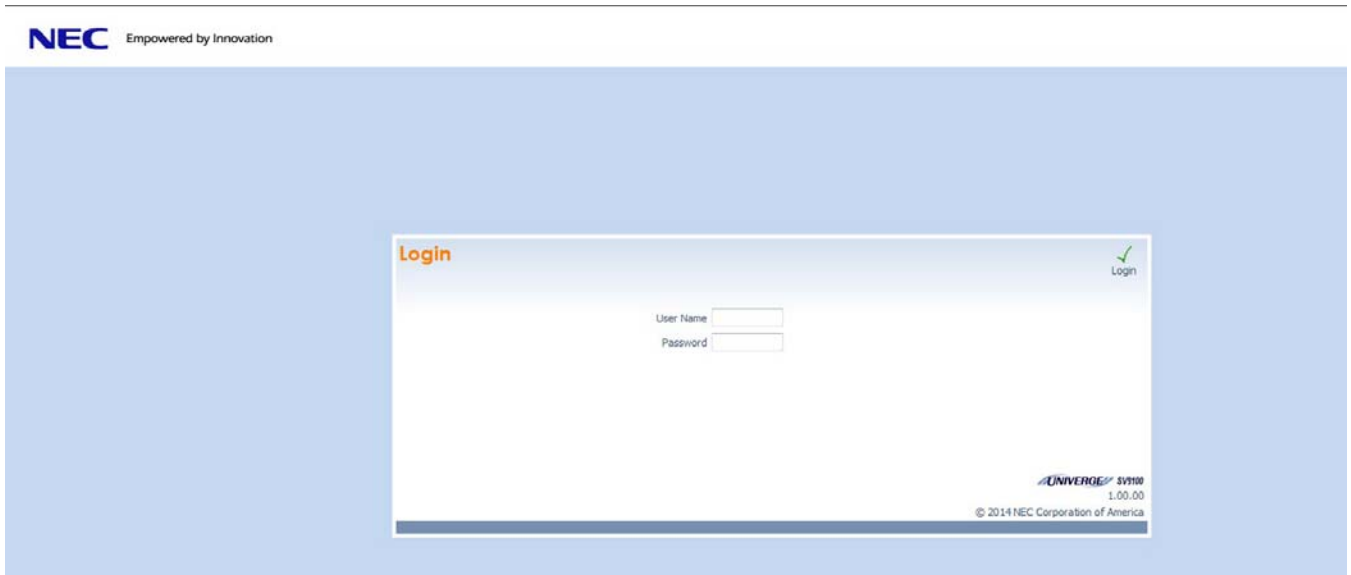 NEC Empowered by Innovation
Login
Login
User Name
Password
UNIVERGE SV9100
1.00.00
© 2014 NEC Corporation of America